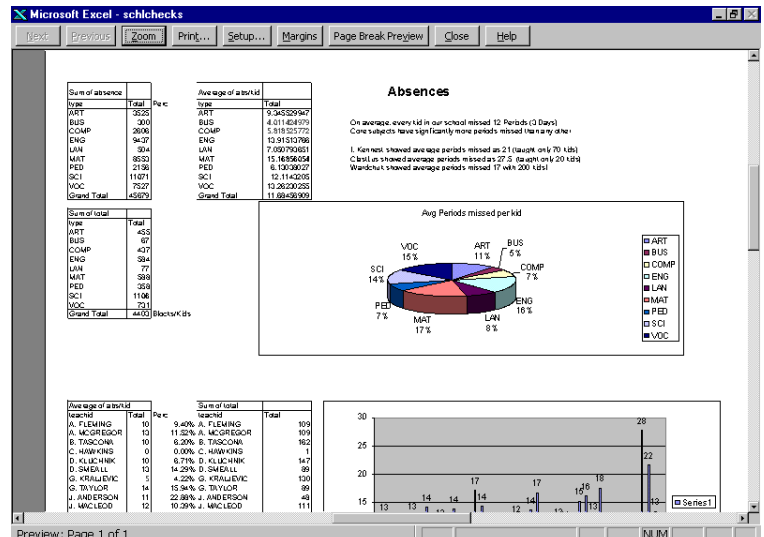 Microsoft Excel - schlchecks
Next Previous Zoom Print... Setup... Margins Page Break Preview Close Help
Absences
Sum of absence
type Total Perc
ART 3525
BUS 300
COMP 2606
ENG 9437
LAN 504
MAT 8553
PED 2156
SCI 11071
VOC 7527
Grand Total 45679
Average of abs/kid
type Total
ART 9.345529947
BUS 4.011424979
COMP 5.818525772
ENG 13.91513766
LAN 7.050793651
MAT 15.16856054
PED 6.13038027
SCI 12.1143205
VOC 13.26230255
Grand Total 11.68456909
On average, every kid in our school missed 12 Periods (3 Days)
Core subjects have significantly more periods missed than any other
I. Kennest showed average periods missed as 21 (taught only 70 kids)
showed average periods missed as 27.5 (taught only 20 kids)
Wardchuk showed average periods missed 17 with 200 kids)
Sum of total
type Total
ART 455
BUS 67
COMP 437
ENG 584
LAN 77
MAT 588
PED 358
SCI 1106
VOC 731
Grand Total 4403 Blocks/Kids
Avg Periods missed per kid
ART 11%
BUS 5%
COMP 7%
ENG 16%
LAN 8%
MAT 17%
PED 7%
SCI 14%
VOC 15%
ART
BUS
COMP
ENG
LAN
MAT
PED
SCI
VOC
Average of abs/kid Sum of total
teachid Total Perc teachid Total
A. FLEMING 10 9.40% A. FLEMING 109
A. MCGREGOR 13 11.52% A. MCGREGOR 109
B. TASCONA 10 6.20% B. TASCONA 162
C. HAWKINS 0 0.00% C. HAWKINS 1
D. KLUCHNIK 10 6.71% D. KLUCHNIK 147
D. SMEALL 13 14.29% D. SMEALL 89
G. KRALJEVIC 5 4.22% G. KRALJEVIC 130
G. TAYLOR 14 15.94% G. TAYLOR 89
J. ANDERSON 11 22.88% J. ANDERSON 48
J. MACLEOD 12 10.39% J. MACLEOD 111
30
25
20
15
13 13 14 14 17 14 14 17 15 16 18 28 22
Series1
Preview: Page 1 of 1 NUM